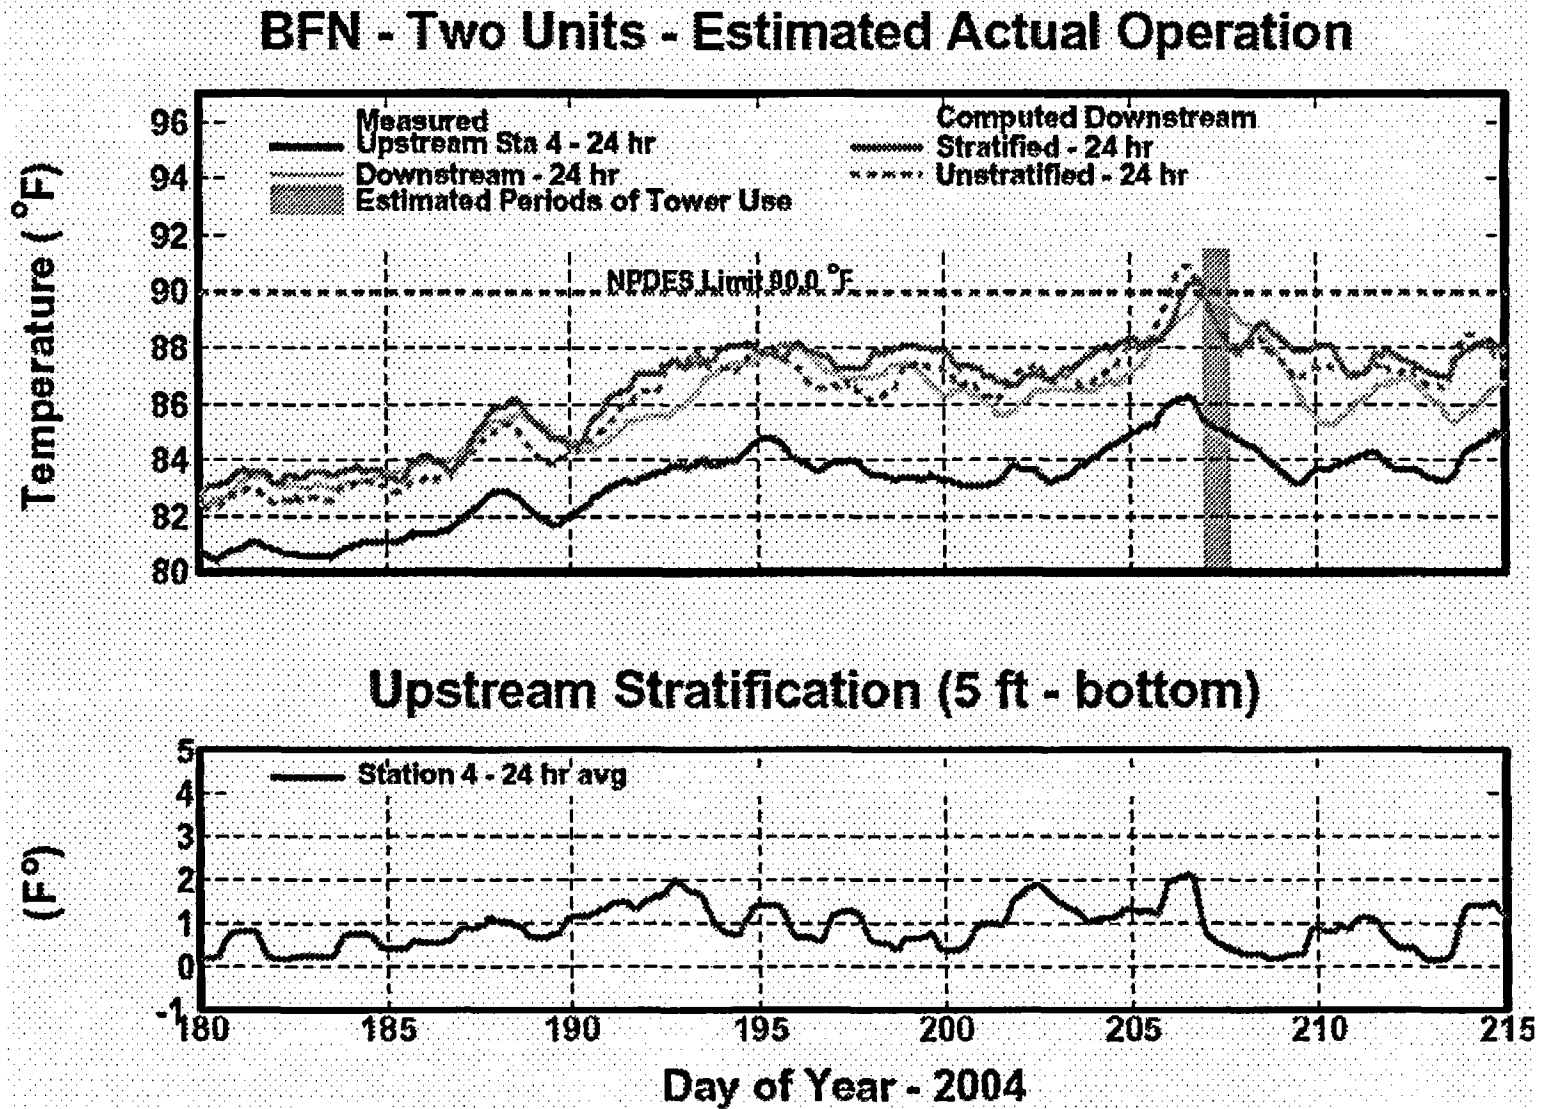 BFN - Two Units - Estimated Actual Operation
Measured
Upstream Sta 4 - 24 hr
Downstream - 24 hr
Estimated Periods of Tower Use
Computed Downstream
Stratified - 24 hr
Unstratified - 24 hr
NPDES Limit 90.0 °F
Temperature ( °F)
96
94
92
90
88
86
84
82
80
Upstream Stratification (5 ft - bottom)
Station 4 - 24 hr avg
(F°)
5
4
3
2
1
0
-1
180 185 190 195 200 205 210 215
Day of Year - 2004